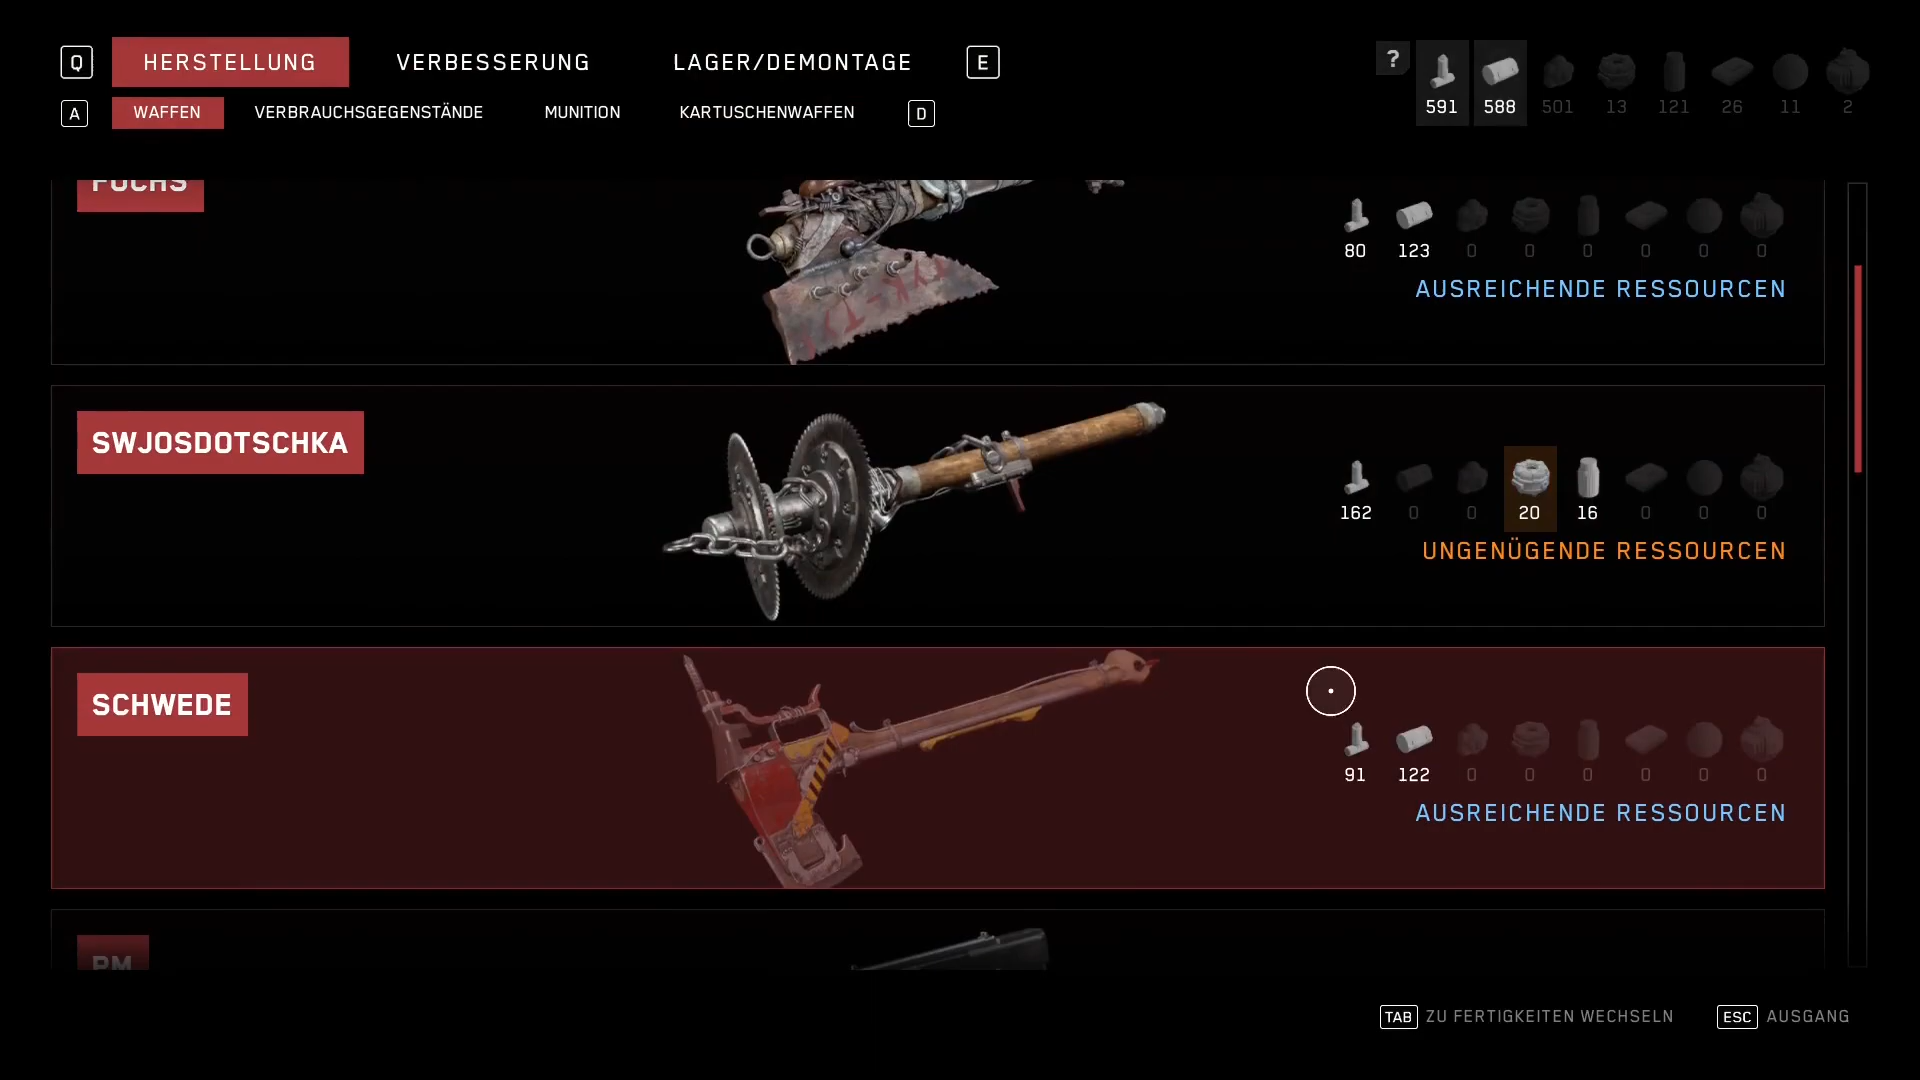 Q HERSTELLUNG VERBESSERUNG LAGER/DEMONTAGE E
A WAFFEN VERBRAUCHSGEGENSTÄNDE MUNITION KARTUSCHENWAFFEN D
? 591 588 501 13 121 26 11 2
FUCHS
80 123 0 0 0 0 0 0
AUSREICHENDE RESSOURCEN
SWJOSDOTSCHKA
162 0 0 20 16 0 0 0
UNGENÜGENDE RESSOURCEN
SCHWEDE
91 122 0 0 0 0 0 0
AUSREICHENDE RESSOURCEN
PM
TAB ZU FERTIGKEITEN WECHSELN ESC AUSGANG